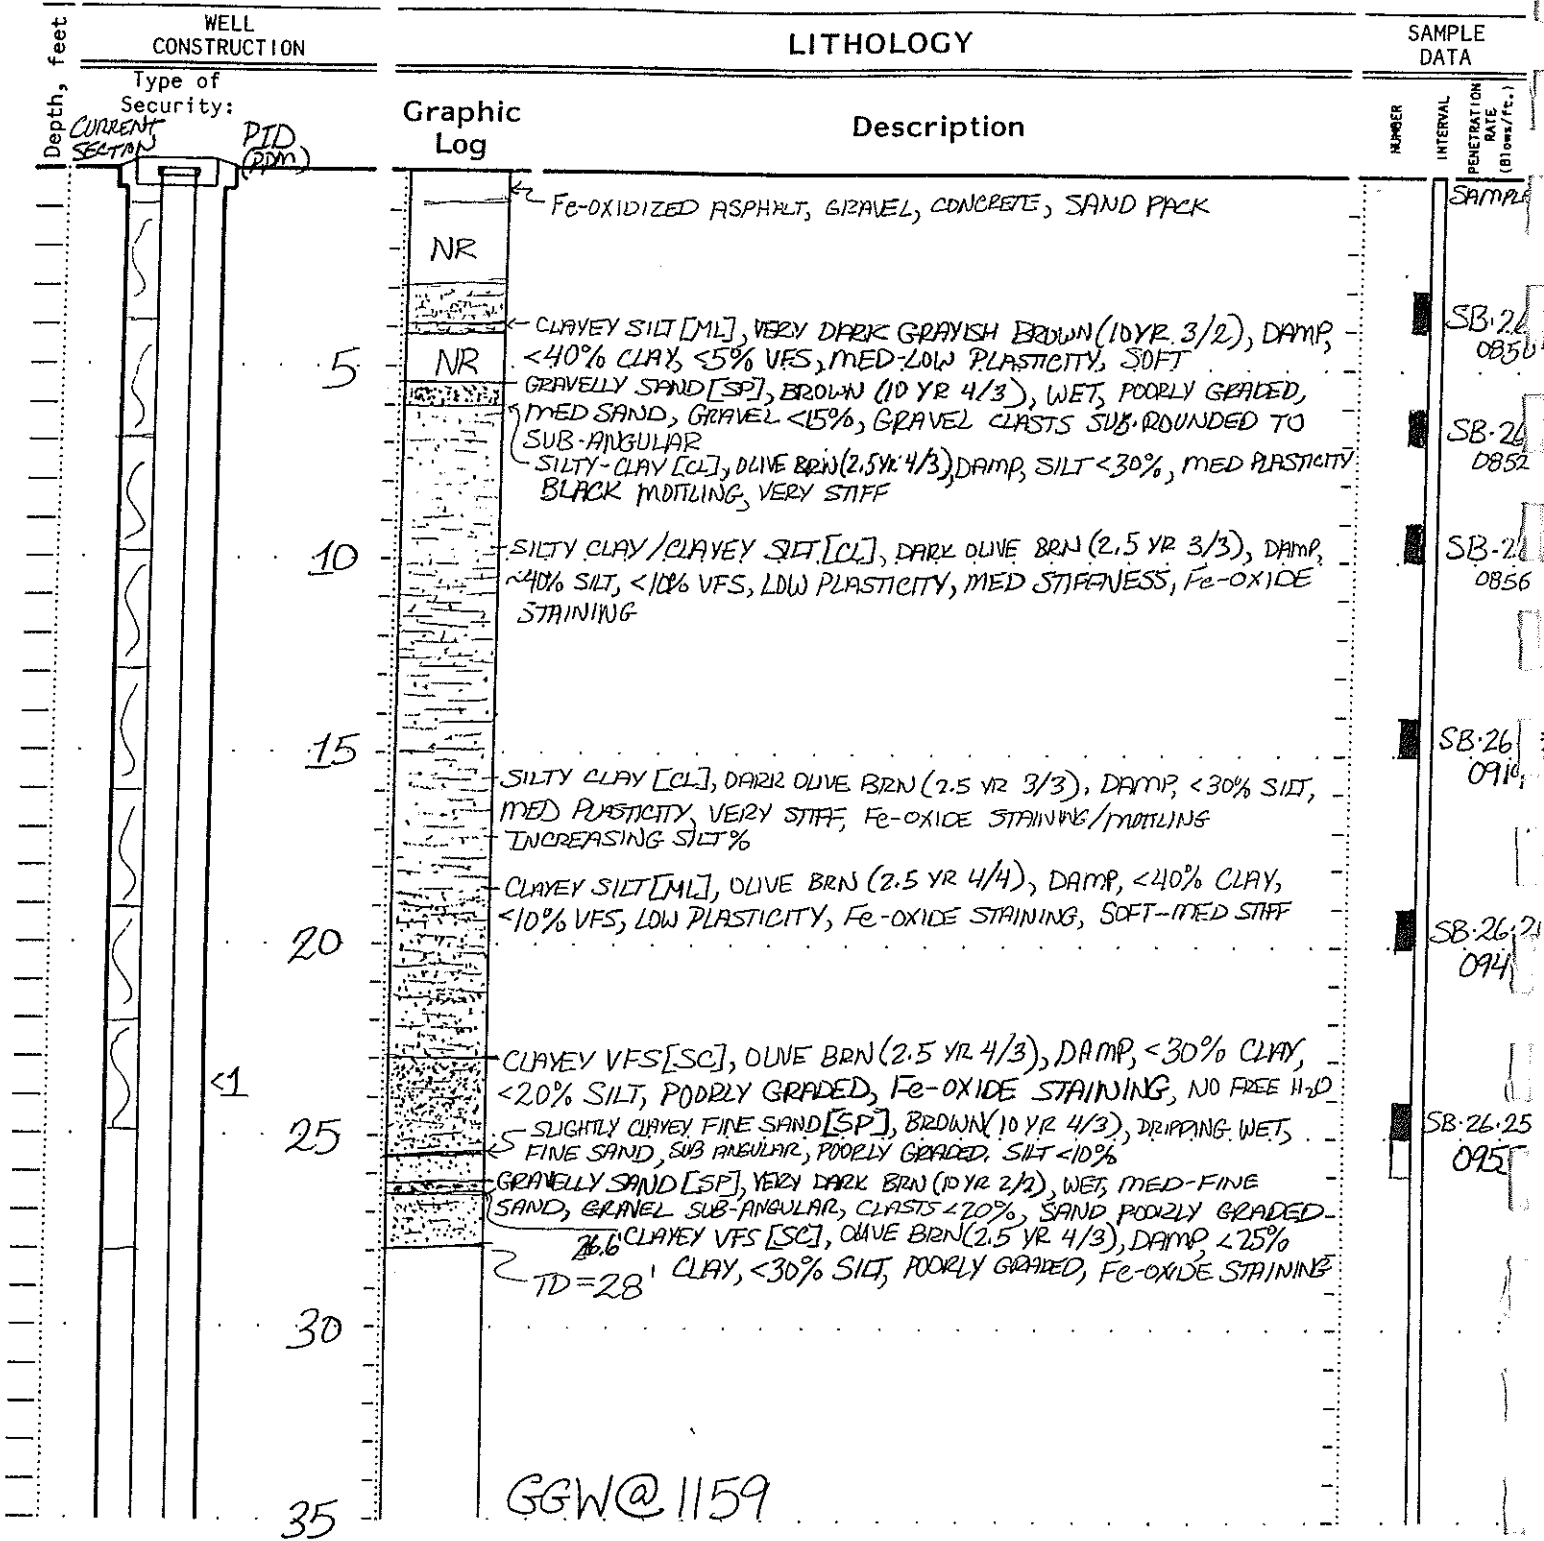 Depth, feet
WELL
CONSTRUCTION
LITHOLOGY
SAMPLE
DATA
Type of
Security:
CURRENT
SECTION
PID
(PPM)
Graphic
Log
Description
NUMBER
INTERVAL
PENETRATION
RATE
(Blows/ft.)
SAMPLE
Fe-OXIDIZED ASPHALT, GRAVEL, CONCRETE, SAND PACK
NR
CLAYEY SILT [ML], VERY DARK GRAYISH BROWN (10YR 3/2), DAMP,
<40% CLAY, <5% VFS, MED-LOW PLASTICITY, SOFT
SB-26
0850
5
NR
GRAVELLY SAND [SP], BROWN (10 YR 4/3), WET, POORLY GRADED,
MED SAND, GRAVEL <15%, GRAVEL CLASTS SUB-ROUNDED TO
SUB-ANGULAR
SB-26
0852
SILTY-CLAY [CL], OLIVE BRN (2.5YR 4/3), DAMP, SILT <30%, MED PLASTICITY
BLACK MOTTLING, VERY STIFF
10
SILTY CLAY/CLAYEY SILT [CL], DARK OLIVE BRN (2.5 YR 3/3), DAMP,
~40% SILT, <10% VFS, LOW PLASTICITY, MED STIFFNESS, Fe-OXIDE
STAINING
SB-2
0856
15
SB-26
091
SILTY CLAY [CL], DARK OLIVE BRN (2.5 YR 3/3), DAMP, <30% SILT,
MED PLASTICITY, VERY STIFF, Fe-OXIDE STAINING/MOTTLING
INCREASING SILT %
CLAYEY SILT [ML], OLIVE BRN (2.5 YR 4/4), DAMP, <40% CLAY,
<10% VFS, LOW PLASTICITY, Fe-OXIDE STAINING, SOFT-MED STIFF
20
SB-26-2
094
CLAYEY VFS [SC], OLIVE BRN (2.5 YR 4/3), DAMP, <30% CLAY,
<20% SILT, POORLY GRADED, Fe-OXIDE STAINING, NO FREE H2O
<1
25
SLIGHTLY CLAYEY FINE SAND [SP], BROWN (10 YR 4/3), DRIPPING WET,
FINE SAND, SUB ANGULAR, POORLY GRADED. SILT <10%
SB-26-25
095
GRAVELLY SAND [SP], VERY DARK BRN (10 YR 2/2), WET, MED-FINE
SAND, GRAVEL SUB-ANGULAR, CLASTS <20%, SAND POORLY GRADED
26.6' CLAYEY VFS [SC], OLIVE BRN (2.5 YR 4/3), DAMP, <25%
CLAY, <30% SILT, POORLY GRADED, Fe-OXIDE STAINING
TD=28'
30
GGW@1159
35